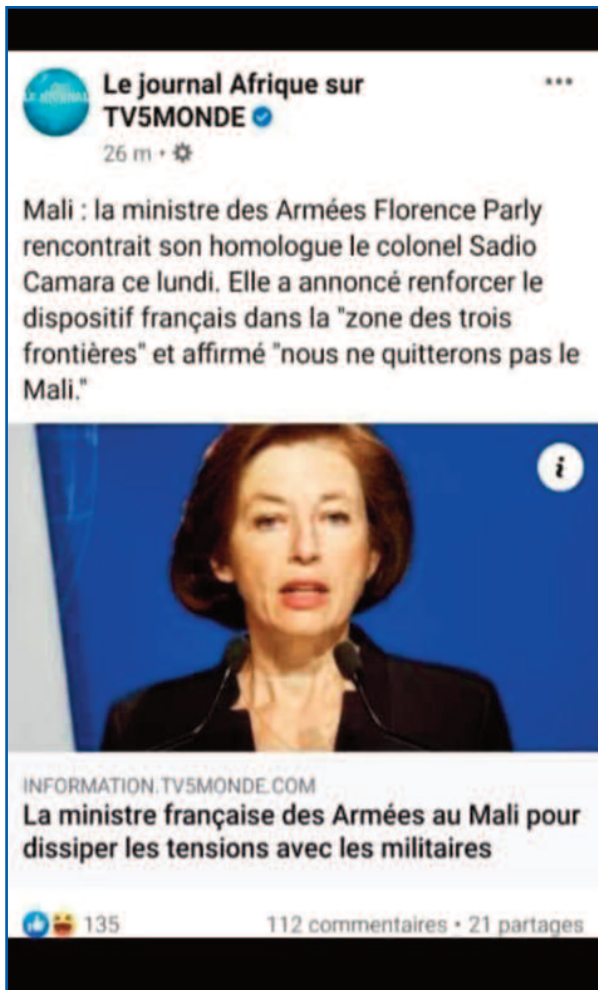 LE JOURNAL
Le journal Afrique sur
TV5MONDE
26 m
Mali : la ministre des Armées Florence Parly
rencontrait son homologue le colonel Sadio
Camara ce lundi. Elle a annoncé renforcer le
dispositif français dans la "zone des trois
frontières" et affirmé "nous ne quitterons pas le
Mali."
i
INFORMATION.TV5MONDE.COM
La ministre française des Armées au Mali pour
dissiper les tensions avec les militaires
135 112 commentaires • 21 partages